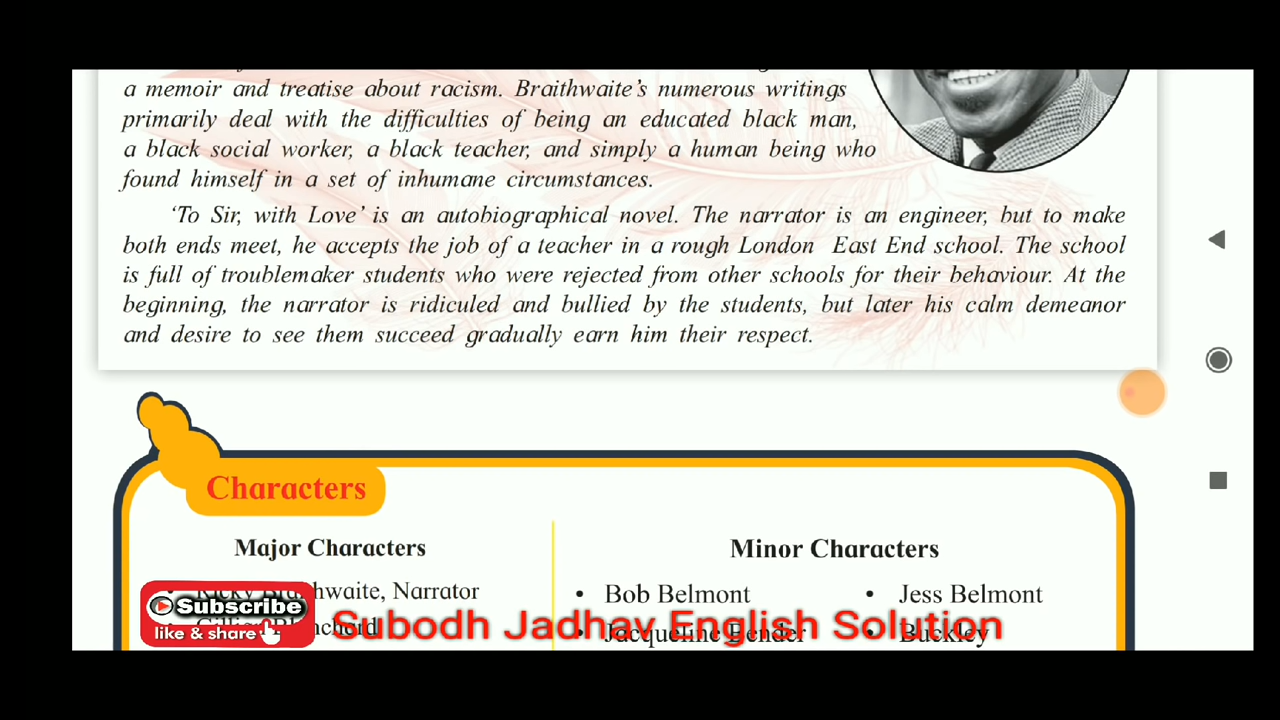 a memoir and treatise about racism. Braithwaite's numerous writings
primarily deal with the difficulties of being an educated black man,
a black social worker, a black teacher, and simply a human being who
found himself in a set of inhumane circumstances.
'To Sir, with Love' is an autobiographical novel. The narrator is an engineer, but to make
both ends meet, he accepts the job of a teacher in a rough London East End school. The school
is full of troublemaker students who were rejected from other schools for their behaviour. At the
beginning, the narrator is ridiculed and bullied by the students, but later his calm demeanor
and desire to see them succeed gradually earn him their respect.
Characters
Major Characters
Minor Characters
Narrator
• Bob Belmont
• Jess Belmont
Jacqueline Bender
Buckley
Subscribe
like & share
Subodh Jadhav English Solution